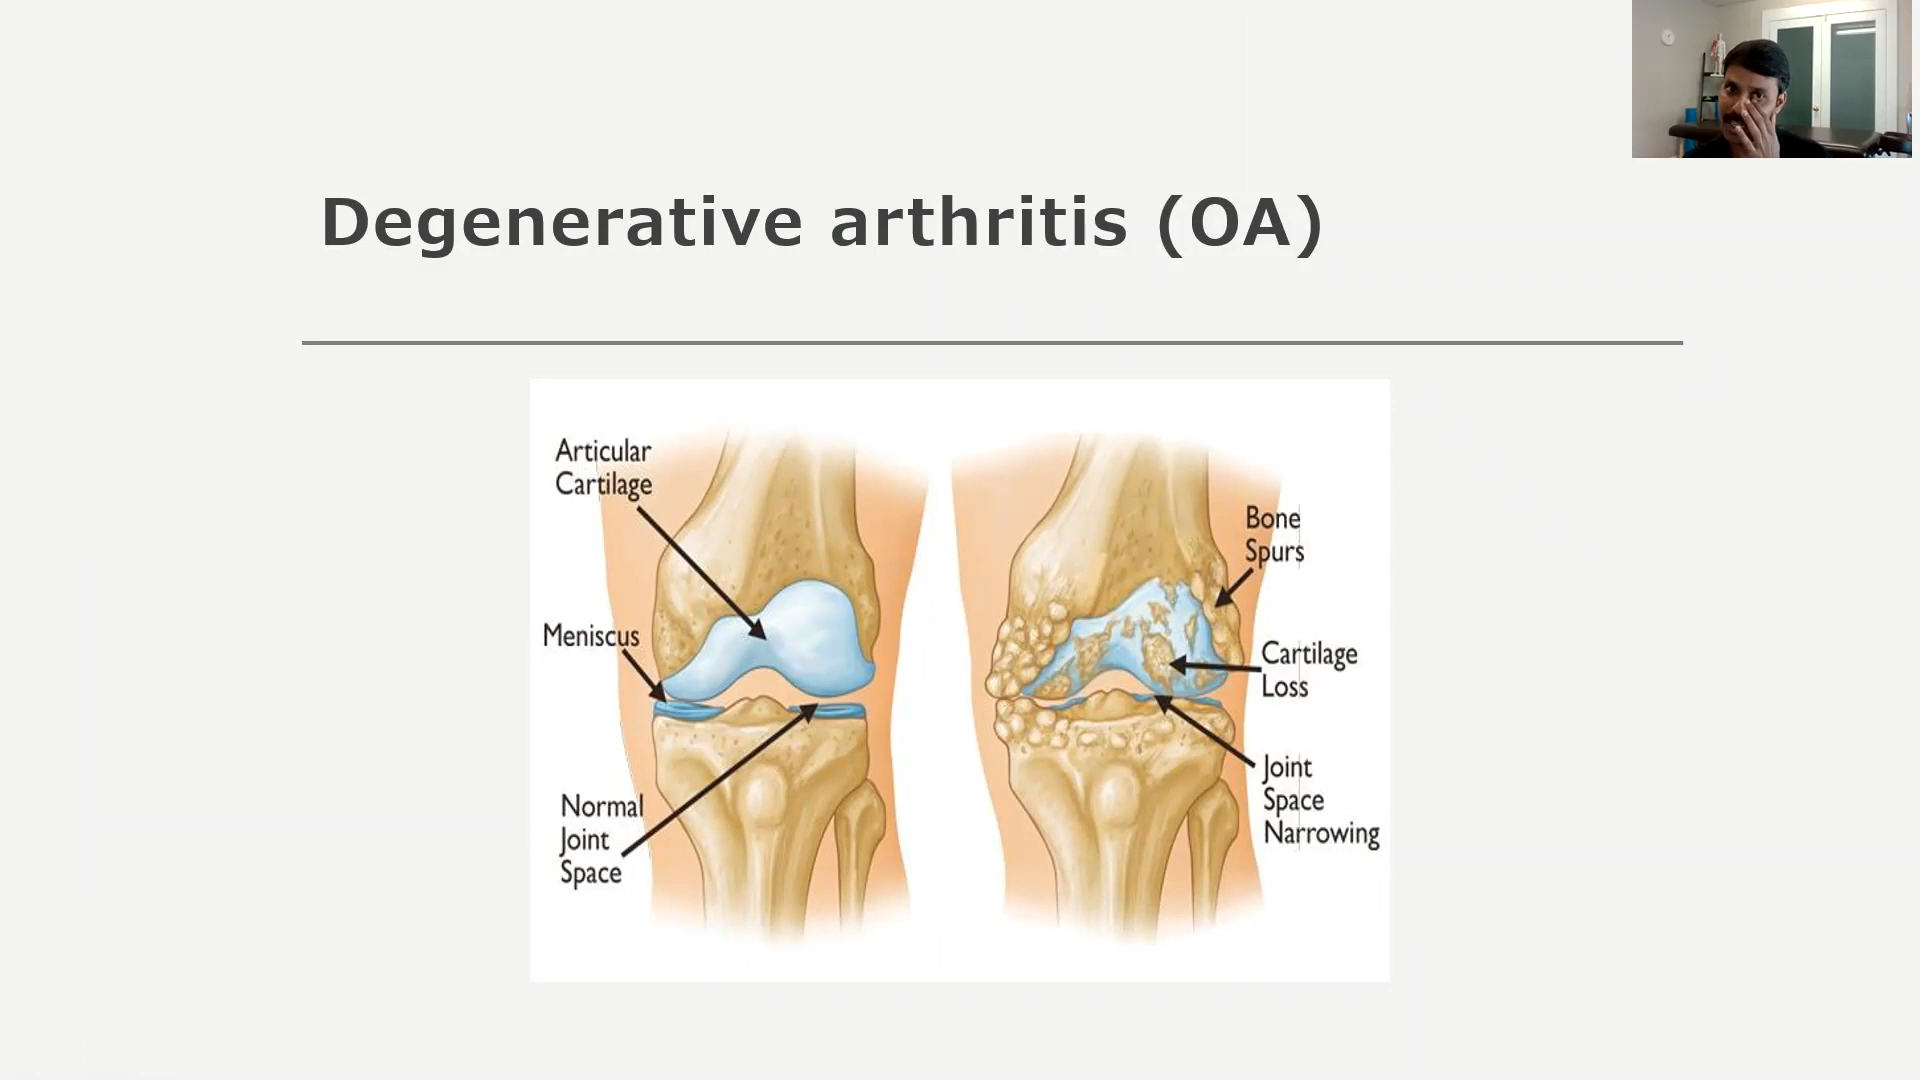 Degenerative arthritis (OA)
Articular
Cartilage
Meniscus
Normal
Joint
Space
Bone
Spurs
Cartilage
Loss
Joint
Space
Narrowing